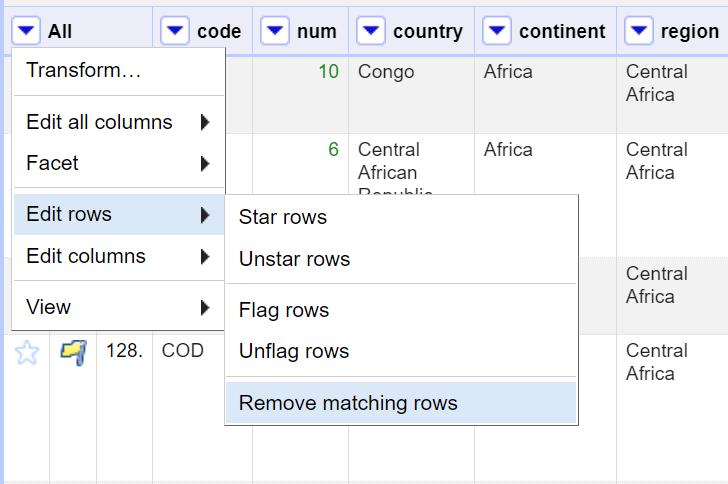 All code num country continent region
Transform…
Edit all columns
Facet
Edit rows
Edit columns
View
Star rows
Unstar rows
Flag rows
Unflag rows
Remove matching rows
10 Congo Africa Central
Africa
6 Central Africa Central
African Africa
Republic
Central
Africa
128. COD Central
Africa